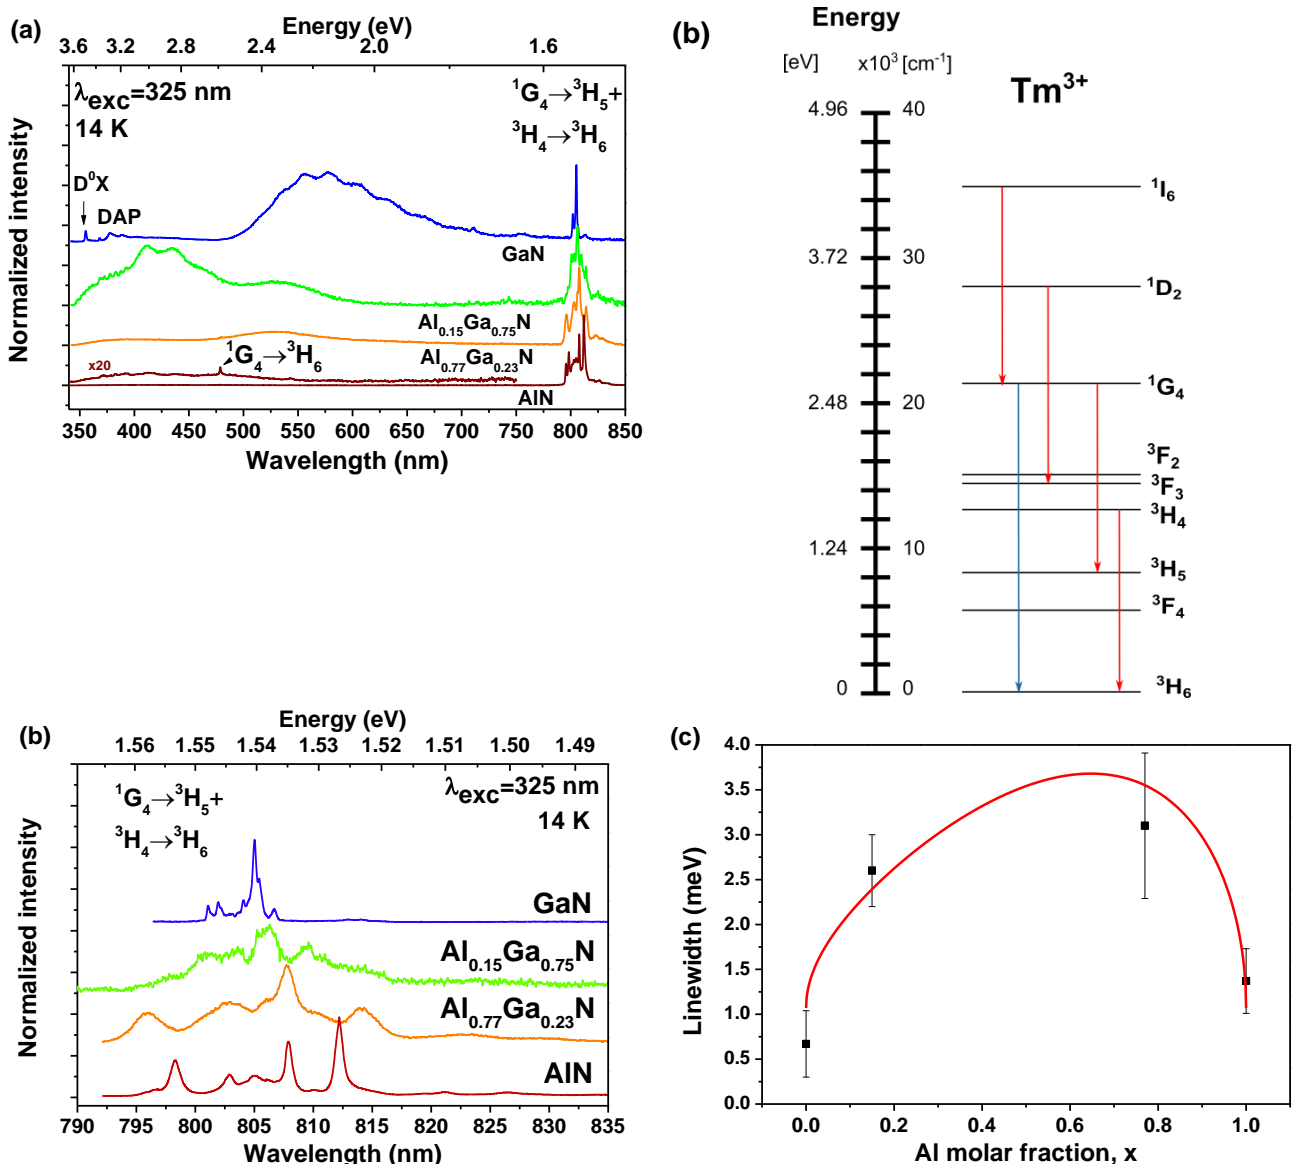 (a)
Energy (eV)
3.6 3.2 2.8 2.4 2.0 1.6
λexc=325 nm
14 K
¹G₄→³H₅+
³H₄→³H₆
D⁰X
DAP
GaN
Al₀.₁₅Ga₀.₇₅N
x20
¹G₄→³H₆
Al₀.₇₇Ga₀.₂₃N
AlN
Normalized intensity
350 400 450 500 550 600 650 700 750 800 850
Wavelength (nm)
(b)
Energy
[eV] x10³ [cm⁻¹]
Tm³⁺
4.96 40
3.72 30
2.48 20
1.24 10
0 0
¹I₆
¹D₂
¹G₄
³F₂
³F₃
³H₄
³H₅
³F₄
³H₆
(b)
Energy (eV)
1.56 1.55 1.54 1.53 1.52 1.51 1.50 1.49
¹G₄→³H₅+
³H₄→³H₆
λexc=325 nm
14 K
GaN
Al₀.₁₅Ga₀.₇₅N
Al₀.₇₇Ga₀.₂₃N
AlN
Normalized intensity
790 795 800 805 810 815 820 825 830 835
Wavelength (nm)
(c)
4.0
3.5
3.0
2.5
2.0
1.5
1.0
0.5
0.0
Linewidth (meV)
0.0 0.2 0.4 0.6 0.8 1.0
Al molar fraction, x